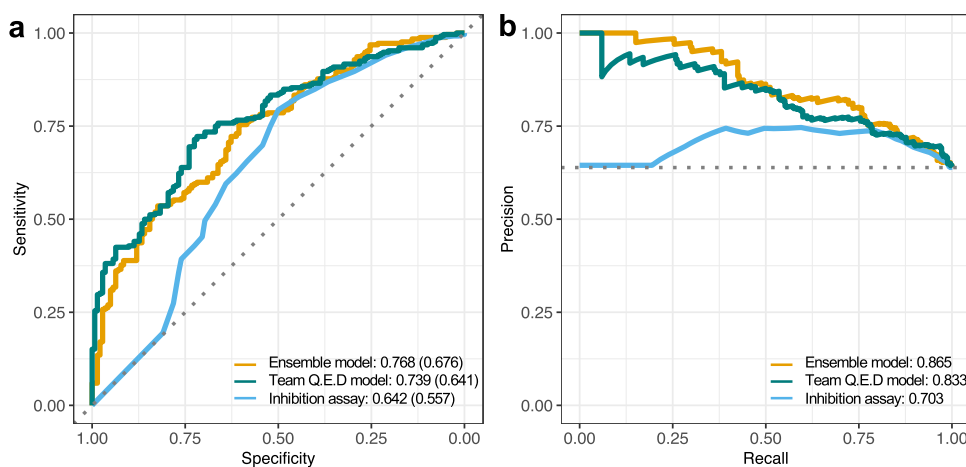 a
1.00
0.75
0.50
0.25
0.00
Sensitivity
1.00 0.75 0.50 0.25 0.00
Specificity
Ensemble model: 0.768 (0.676)
Team Q.E.D model: 0.739 (0.641)
Inhibition assay: 0.642 (0.557)
b
1.00
0.75
0.50
0.25
0.00
Precision
0.00 0.25 0.50 0.75 1.00
Recall
Ensemble model: 0.865
Team Q.E.D model: 0.833
Inhibition assay: 0.703